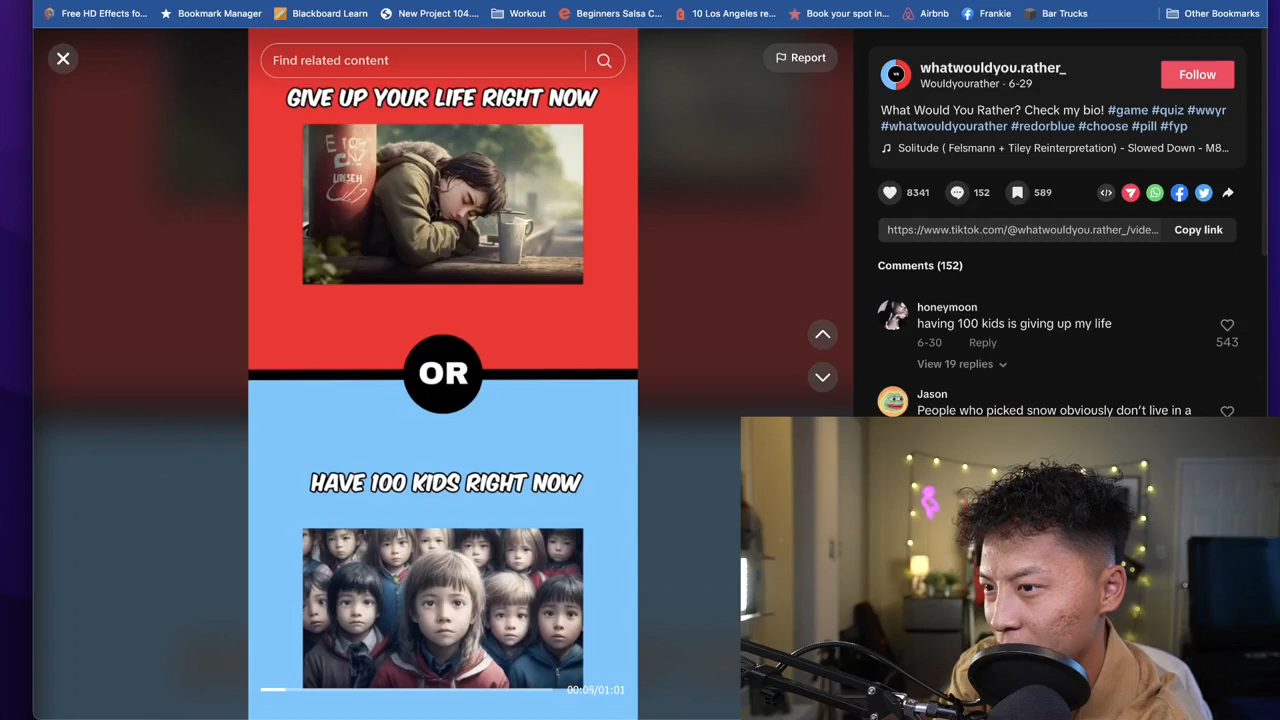 Free HD Effects fo...
Bookmark Manager
Blackboard Learn
New Project 104....
Workout
Beginners Salsa C...
10 Los Angeles re...
Book your spot in...
Airbnb
Frankie
Bar Trucks
Other Bookmarks
Find related content
Report
GIVE UP YOUR LIFE RIGHT NOW
OR
HAVE 100 KIDS RIGHT NOW
00:05/01:01
whatwouldyou.rather_
Wouldyourather · 6-29
Follow
What Would You Rather? Check my bio! #game #quiz #wwyr
#whatwouldyourather #redorblue #choose #pill #fyp
Solitude ( Felsmann + Tiley Reinterpretation) - Slowed Down - M8...
8341
152
589
https://www.tiktok.com/@whatwouldyou.rather_/vide...
Copy link
Comments (152)
honeymoon
having 100 kids is giving up my life
6-30 Reply
543
View 19 replies
Jason
People who picked snow obviously don't live in a